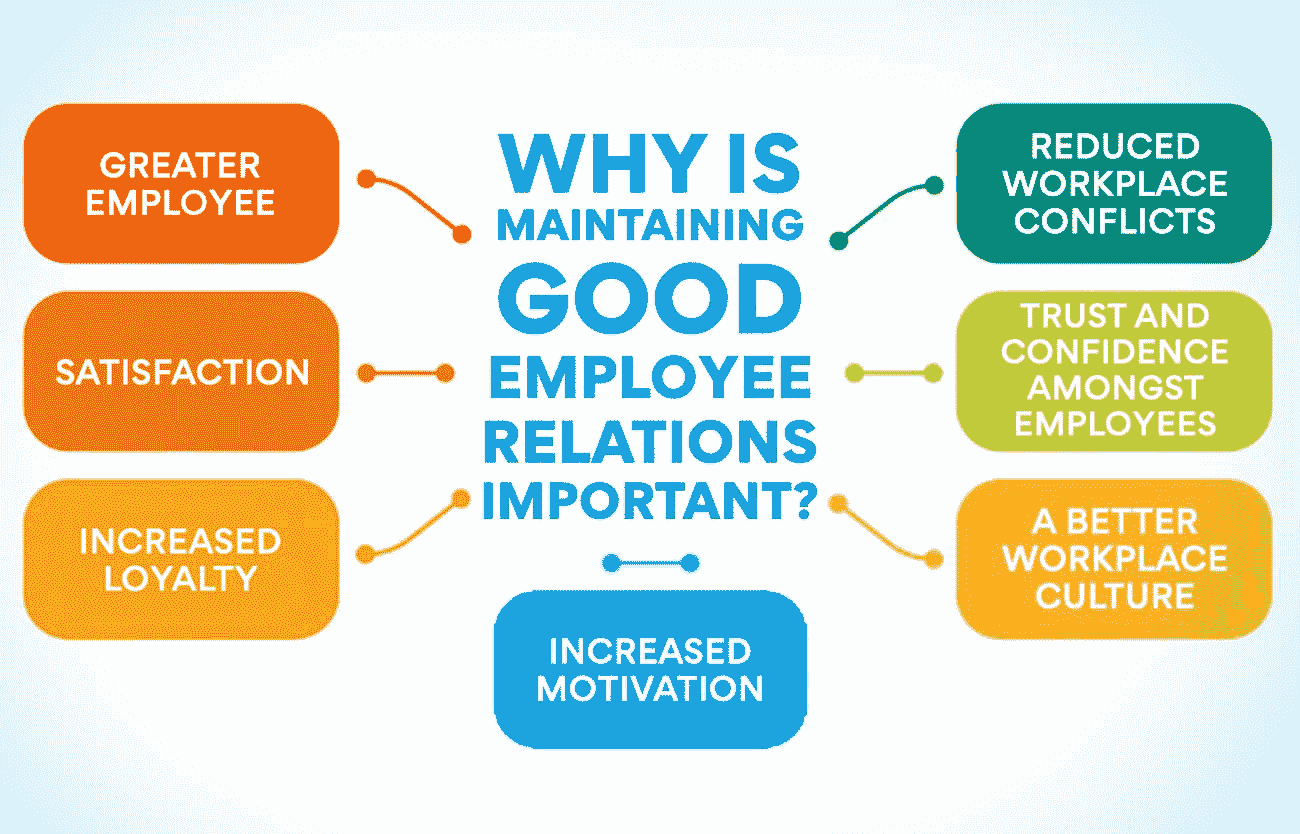 WHY IS
MAINTAINING
GOOD
EMPLOYEE
RELATIONS
IMPORTANT?
GREATER
EMPLOYEE
SATISFACTION
INCREASED
LOYALTY
INCREASED
MOTIVATION
REDUCED
WORKPLACE
CONFLICTS
TRUST AND
CONFIDENCE
AMONGST
EMPLOYEES
A BETTER
WORKPLACE
CULTURE